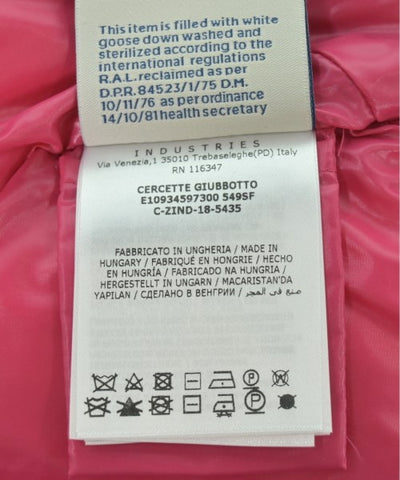 This item is filled with white
goose down washed and
sterilized according to the
international regulations
R.A.L. reclaimed as per
D.P.R. 84523/1/75 D.M.
10/11/76 as per ordinance
14/10/81 health secretary
INDUSTRIES
Via Venezia,1 35010 Trebaseleghe(PD) Italy
RN 116347
CERCETTE GIUBBOTTO
E10934597300 549SF
C-ZIND-18-5435
FABBRICATO IN UNGHERIA / MADE IN
HUNGARY / FABRIQUÉ EN HONGRIE / HECHO
EN HUNGRÍA / FABRICADO NA HUNGRIA /
HERGESTELLT IN UNGARN / MACARISTAN'DA
YAPILAN / СДЕЛАНО В ВЕНГРИИ / صنع في المجر